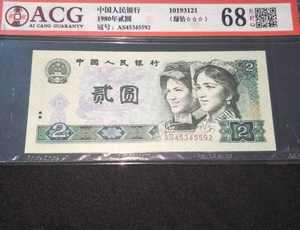 ACG
AI CANG GUARANTY
中国人民银行
1980年贰圆
冠号：AS45345592
10193121
68
中国人民银行
贰圆
2
2
AS45345592